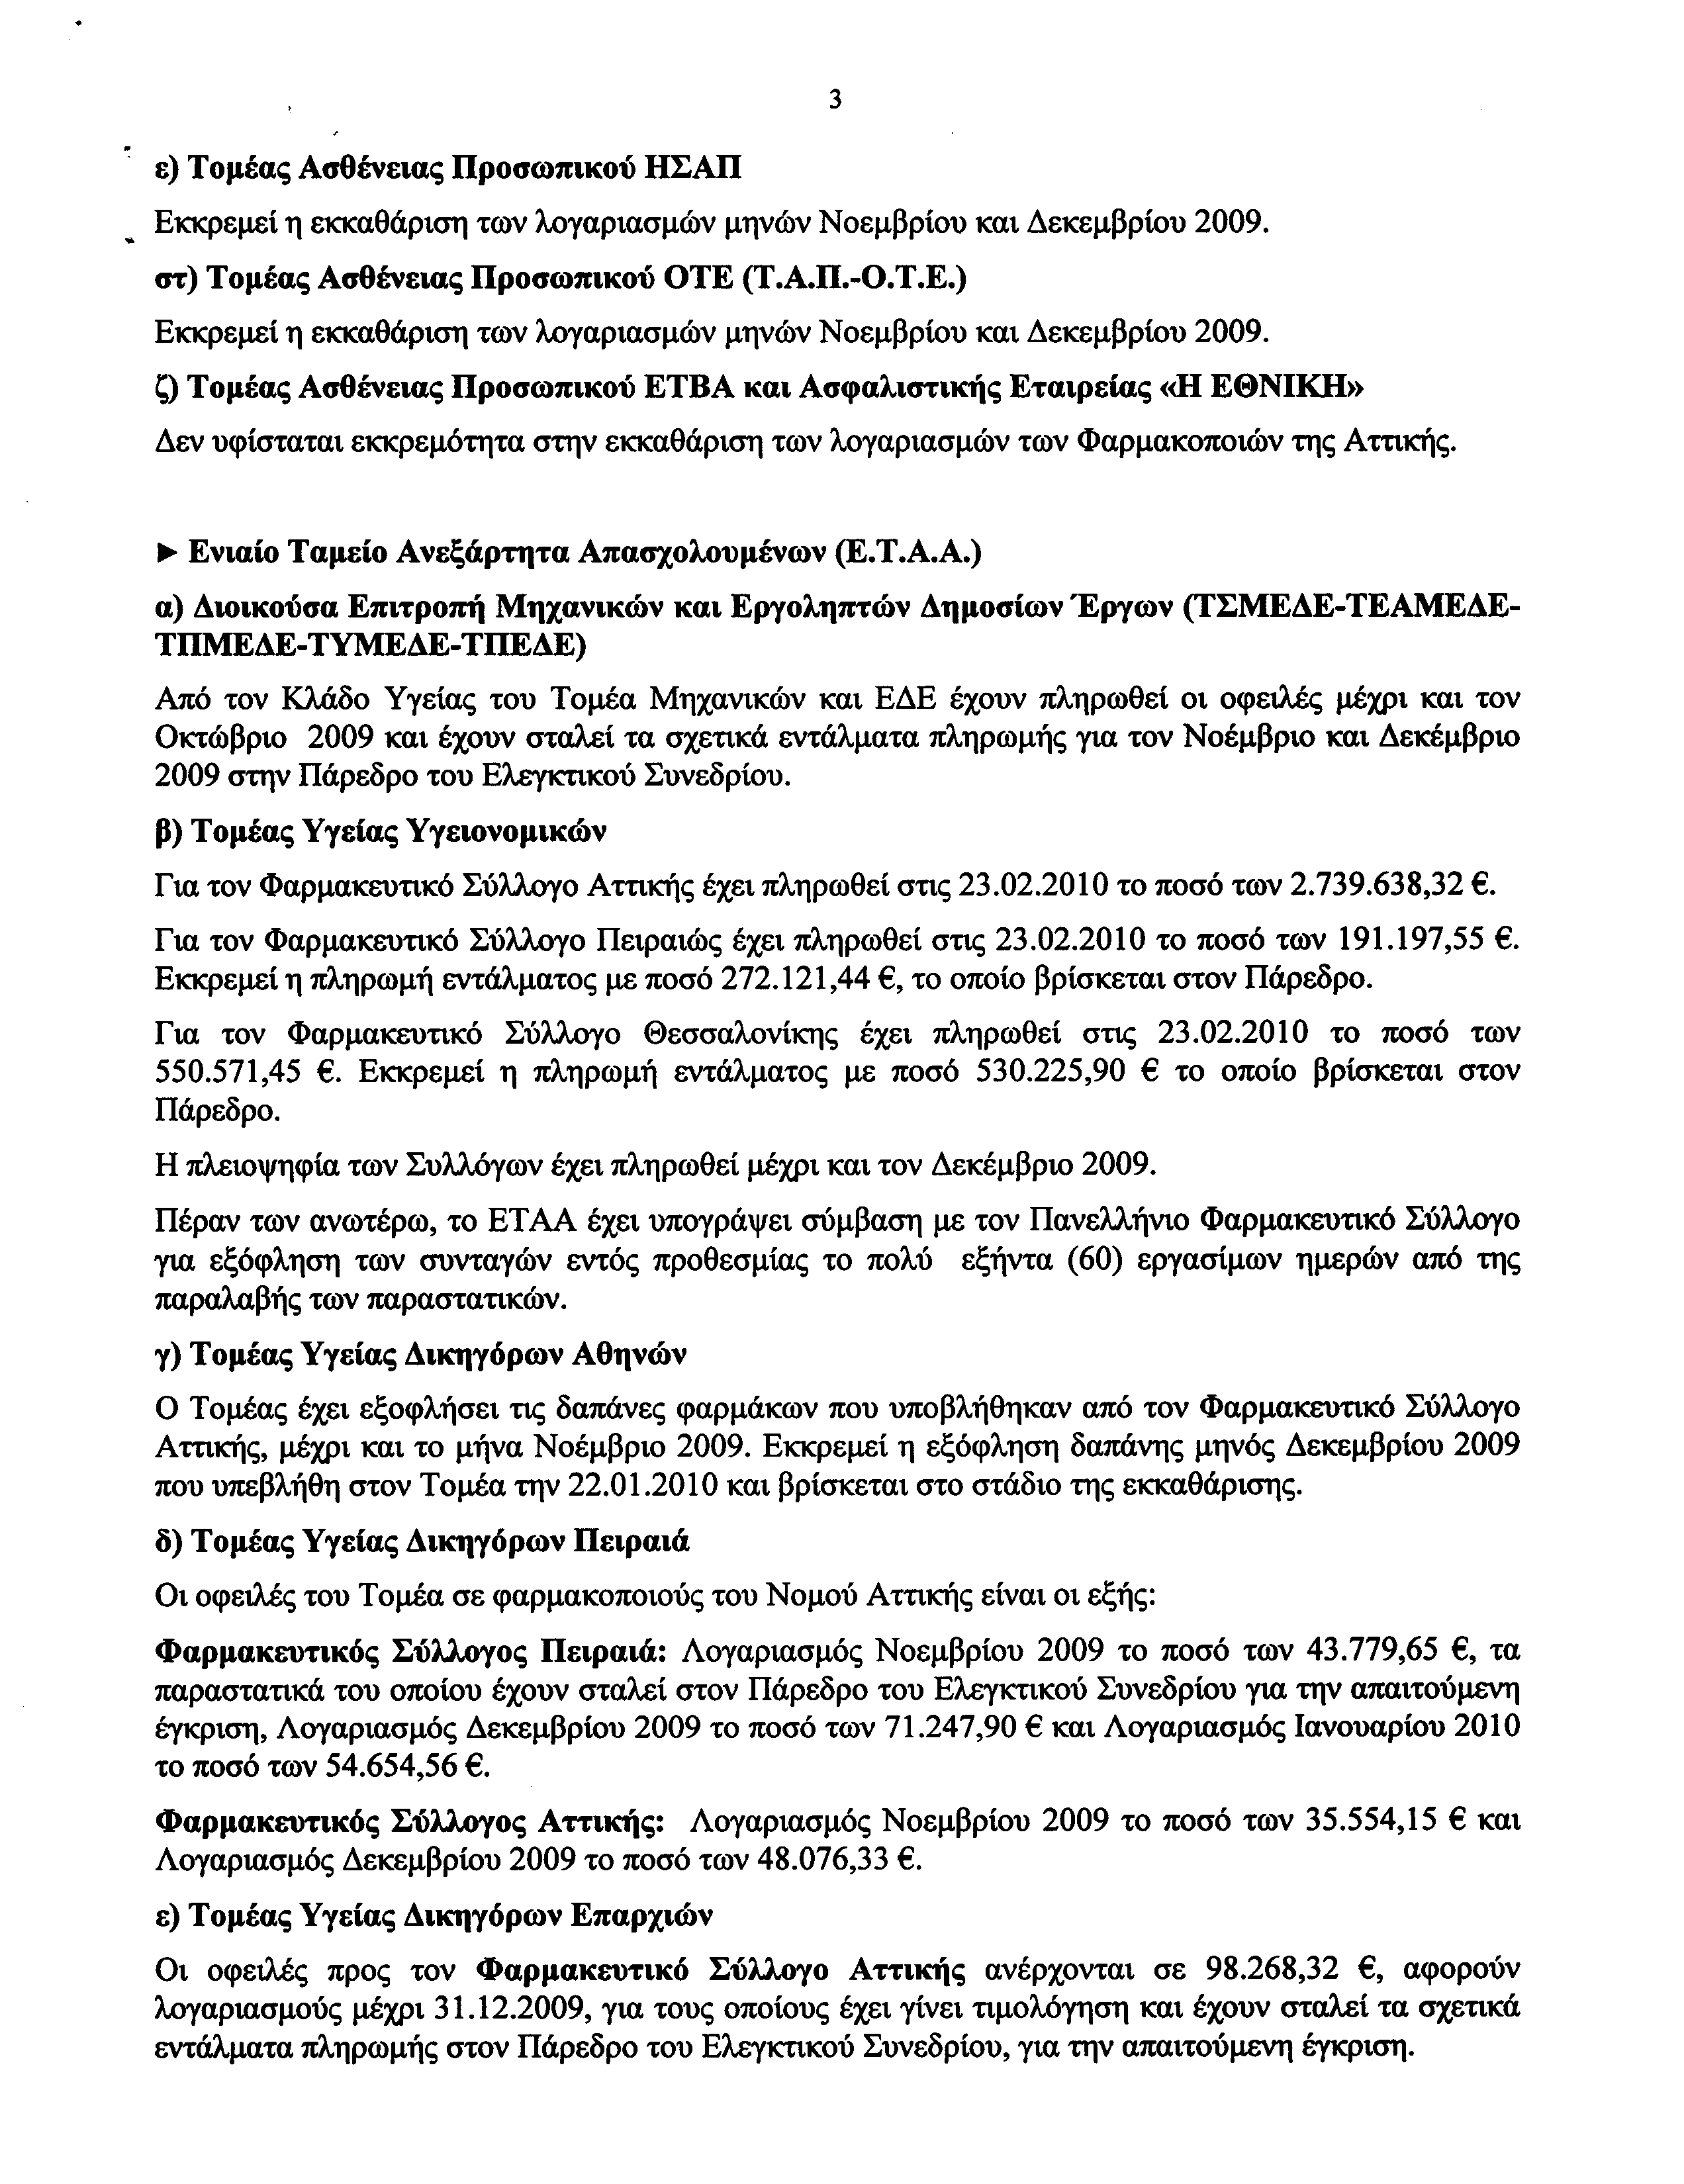 3
ε) Τομέας Ασθένειας Προσωπικού ΗΣΑΠ
Εκκρεμεί η εκκαθάριση των λογαριασμών μηνών Νοεμβρίου και Δεκεμβρίου 2009.
στ) Τομέας Ασθένειας Προσωπικού ΟΤΕ (Τ.Α.Π.-Ο.Τ.Ε.)
Εκκρεμεί η εκκαθάριση των λογαριασμών μηνών Νοεμβρίου και Δεκεμβρίου 2009.
ζ) Τομέας Ασθένειας Προσωπικού ΕΤΒΑ και Ασφαλιστικής Εταιρείας «Η ΕΘΝΙΚΗ»
Δεν υφίσταται εκκρεμότητα στην εκκαθάριση των λογαριασμών των Φαρμακοποιών της Αττικής.
► Ενιαίο Ταμείο Ανεξάρτητα Απασχολουμένων (Ε.Τ.Α.Α.)
α) Διοικούσα Επιτροπή Μηχανικών και Εργοληπτών Δημοσίων Έργων (ΤΣΜΕΔΕ-ΤΕΑΜΕΔΕ-
ΤΠΜΕΔΕ-ΤΥΜΕΔΕ-ΤΠΕΔΕ)
Από τον Κλάδο Υγείας του Τομέα Μηχανικών και ΕΔΕ έχουν πληρωθεί οι οφειλές μέχρι και τον
Οκτώβριο 2009 και έχουν σταλεί τα σχετικά εντάλματα πληρωμής για τον Νοέμβριο και Δεκέμβριο
2009 στην Πάρεδρο του Ελεγκτικού Συνεδρίου.
β) Τομέας Υγείας Υγειονομικών
Για τον Φαρμακευτικό Σύλλογο Αττικής έχει πληρωθεί στις 23.02.2010 το ποσό των 2.739.638,32 €.
Για τον Φαρμακευτικό Σύλλογο Πειραιώς έχει πληρωθεί στις 23.02.2010 το ποσό των 191.197,55 €.
Εκκρεμεί η πληρωμή εντάλματος με ποσό 272.121,44 €, το οποίο βρίσκεται στον Πάρεδρο.
Για τον Φαρμακευτικό Σύλλογο Θεσσαλονίκης έχει πληρωθεί στις 23.02.2010 το ποσό των
550.571,45 €. Εκκρεμεί η πληρωμή εντάλματος με ποσό 530.225,90 € το οποίο βρίσκεται στον
Πάρεδρο.
Η πλειοψηφία των Συλλόγων έχει πληρωθεί μέχρι και τον Δεκέμβριο 2009.
Πέραν των ανωτέρω, το ΕΤΑΑ έχει υπογράψει σύμβαση με τον Πανελλήνιο Φαρμακευτικό Σύλλογο
για εξόφληση των συνταγών εντός προθεσμίας το πολύ εξήντα (60) εργασίμων ημερών από της
παραλαβής των παραστατικών.
γ) Τομέας Υγείας Δικηγόρων Αθηνών
Ο Τομέας έχει εξοφλήσει τις δαπάνες φαρμάκων που υποβλήθηκαν από τον Φαρμακευτικό Σύλλογο
Αττικής, μέχρι και το μήνα Νοέμβριο 2009. Εκκρεμεί η εξόφληση δαπάνης μηνός Δεκεμβρίου 2009
που υπεβλήθη στον Τομέα την 22.01.2010 και βρίσκεται στο στάδιο της εκκαθάρισης.
δ) Τομέας Υγείας Δικηγόρων Πειραιά
Οι οφειλές του Τομέα σε φαρμακοποιούς του Νομού Αττικής είναι οι εξής:
Φαρμακευτικός Σύλλογος Πειραιά: Λογαριασμός Νοεμβρίου 2009 το ποσό των 43.779,65 €, τα
παραστατικά του οποίου έχουν σταλεί στον Πάρεδρο του Ελεγκτικού Συνεδρίου για την απαιτούμενη
έγκριση, Λογαριασμός Δεκεμβρίου 2009 το ποσό των 71.247,90 € και Λογαριασμός Ιανουαρίου 2010
το ποσό των 54.654,56 €.
Φαρμακευτικός Σύλλογος Αττικής: Λογαριασμός Νοεμβρίου 2009 το ποσό των 35.554,15 € και
Λογαριασμός Δεκεμβρίου 2009 το ποσό των 48.076,33 €.
ε) Τομέας Υγείας Δικηγόρων Επαρχιών
Οι οφειλές προς τον Φαρμακευτικό Σύλλογο Αττικής ανέρχονται σε 98.268,32 €, αφορούν
λογαριασμούς μέχρι 31.12.2009, για τους οποίους έχει γίνει τιμολόγηση και έχουν σταλεί τα σχετικά
εντάλματα πληρωμής στον Πάρεδρο του Ελεγκτικού Συνεδρίου, για την απαιτούμενη έγκριση.